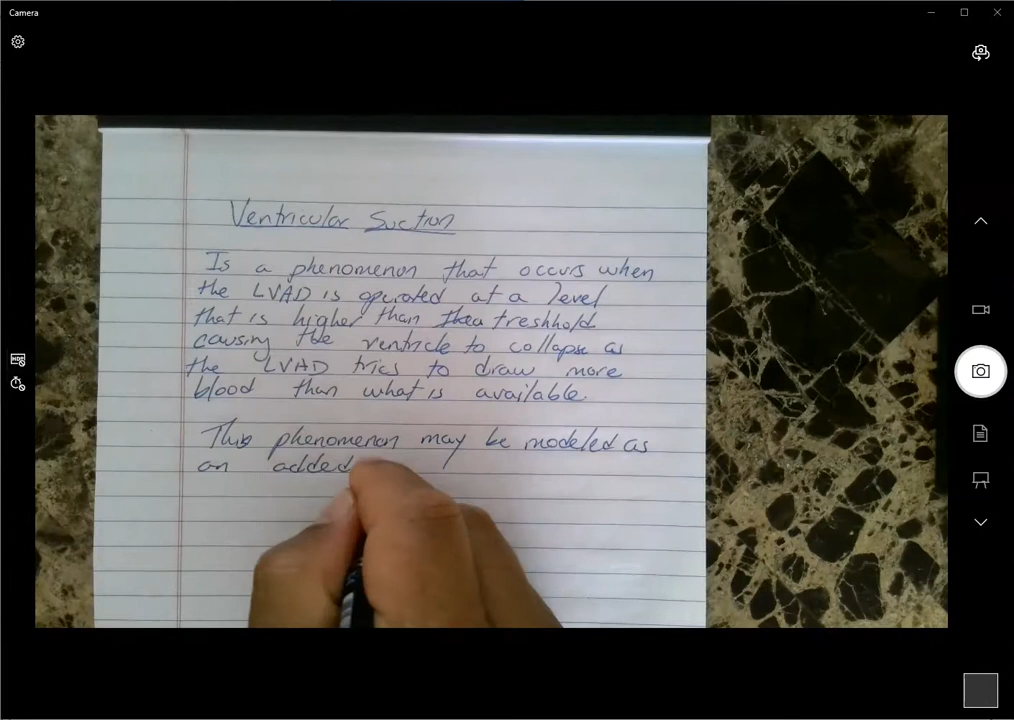 Camera
Ventricular Suction
Is a phenomenon that occurs when
the LVAD is operated at a level
that is higher than a treshhold
causing the ventricle to collapse as
the LVAD tries to draw more
blood than what is available.
This phenomenon may be modeled as
an added